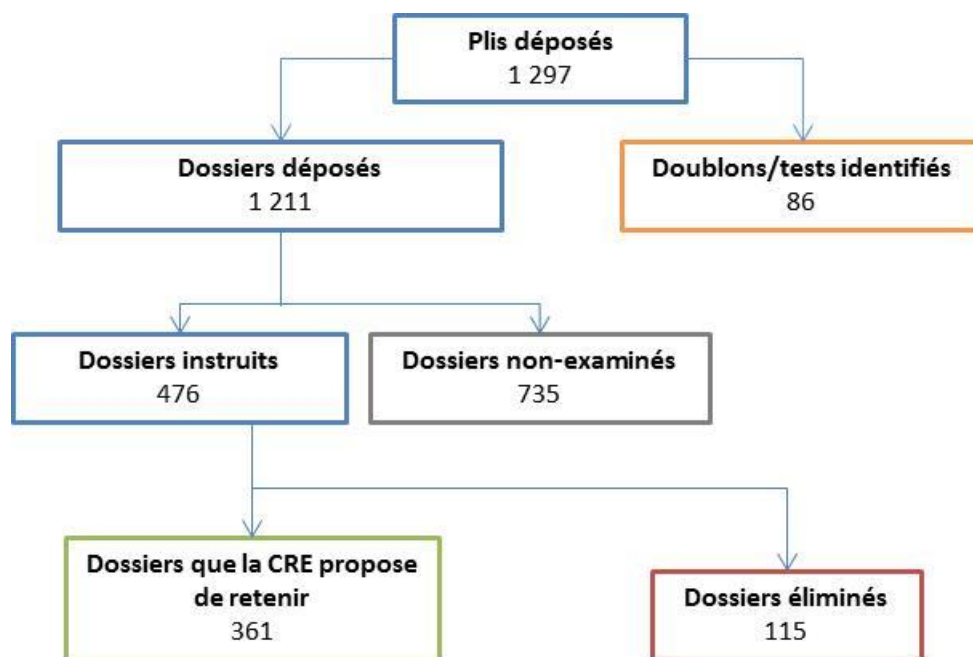 Plis déposés
1 297
Dossiers déposés
1 211
Doublons/tests identifiés
86
Dossiers instruits
476
Dossiers non-examinés
735
Dossiers que la CRE propose
de retenir
361
Dossiers éliminés
115